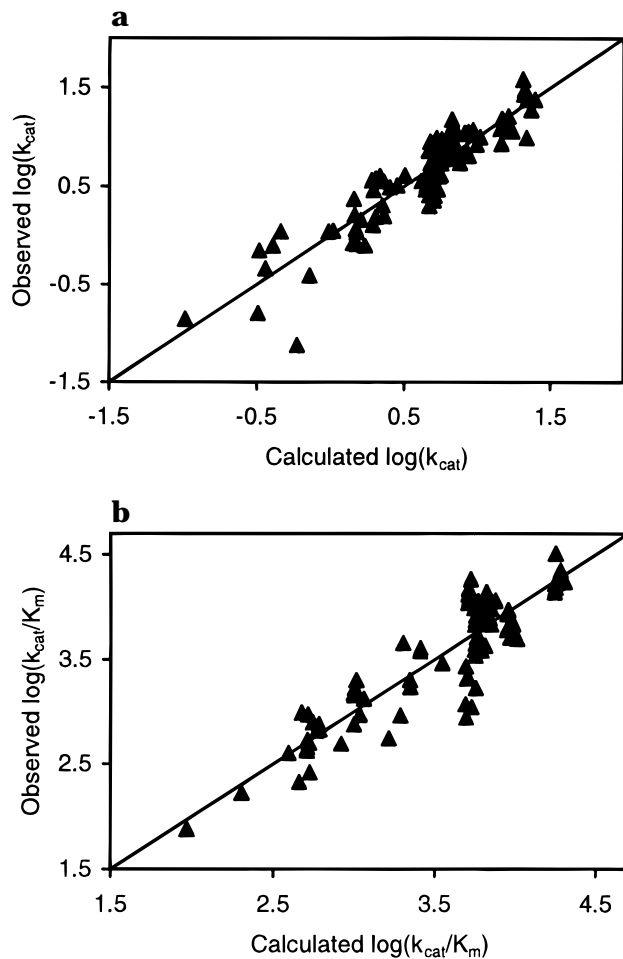 a
Observed log(kcat)
1.5
0.5
-0.5
-1.5
-1.5 -0.5 0.5 1.5
Calculated log(kcat)
b
Observed log(kcat/Km)
4.5
3.5
2.5
1.5
1.5 2.5 3.5 4.5
Calculated log(kcat/Km)